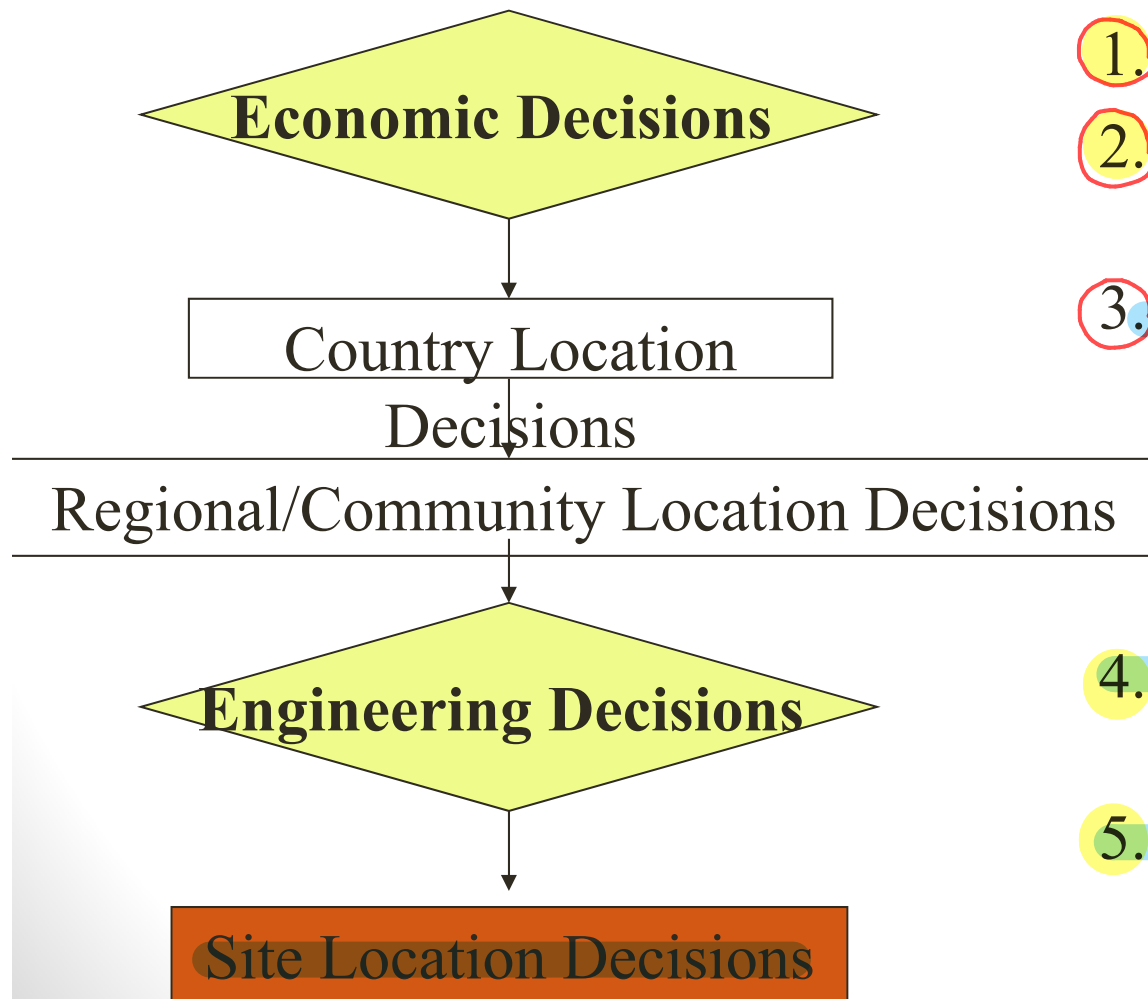 Economic Decisions
Country Location
Decisions
Regional/Community Location Decisions
Engineering Decisions
Site Location Decisions
1.
2.
3.
4.
5.